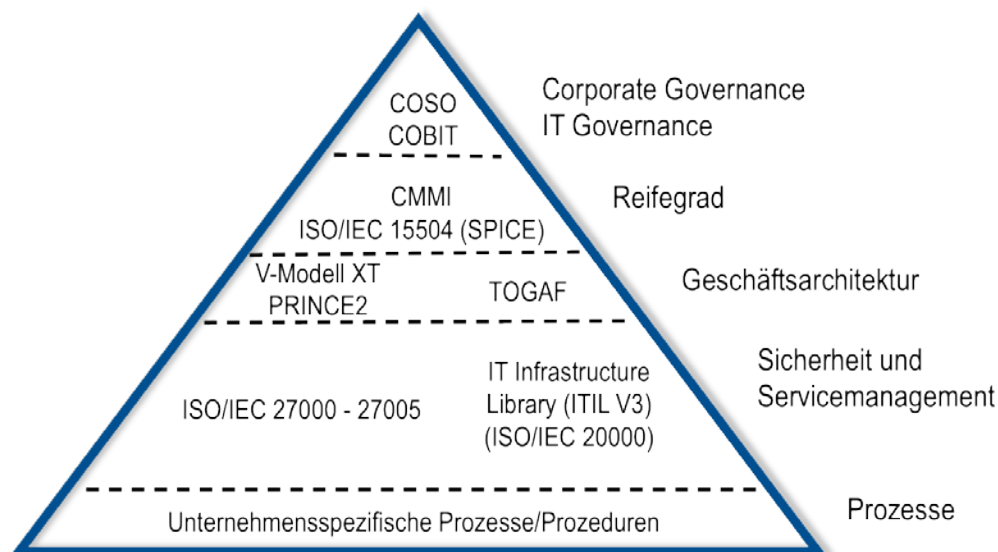 COSO
COBIT
Corporate Governance
IT Governance
CMMI
ISO/IEC 15504 (SPICE)
Reifegrad
V-Modell XT
PRINCE2
TOGAF
Geschäftsarchitektur
ISO/IEC 27000 - 27005
IT Infrastructure
Library (ITIL V3)
(ISO/IEC 20000)
Sicherheit und
Servicemanagement
Unternehmensspezifische Prozesse/Prozeduren
Prozesse